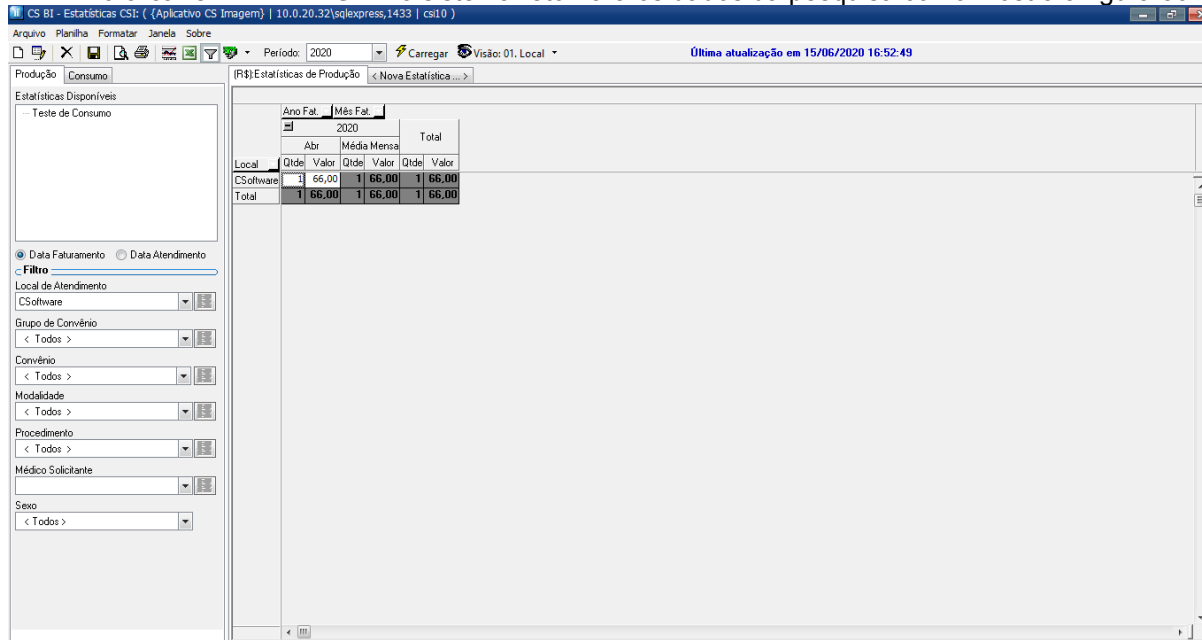 CS BI - Estatísticas CSI: ( {Aplicativo CS Imagem} | 10.0.20.32\sqlexpress,1433 | csi10 )
Arquivo Planilha Formatar Janela Sobre
Período: 2020 Carregar Visão: 01. Local Última atualização em 15/06/2020 16:52:49
Produção Consumo
(R$):Estatísticas de Produção < Nova Estatística ... >
Estatísticas Disponíveis
Teste de Consumo
Ano Fat. Mês Fat.
2020 Total
Abr Média Mensa
Local Qtde Valor Qtde Valor Qtde Valor
CSoftware 1 66,00 1 66,00 1 66,00
Total 1 66,00 1 66,00 1 66,00
Data Faturamento Data Atendimento
Filtro
Local de Atendimento
CSoftware
Grupo de Convênio
< Todos >
Convênio
< Todos >
Modalidade
< Todos >
Procedimento
< Todos >
Médico Solicitante
Sexo
< Todos >